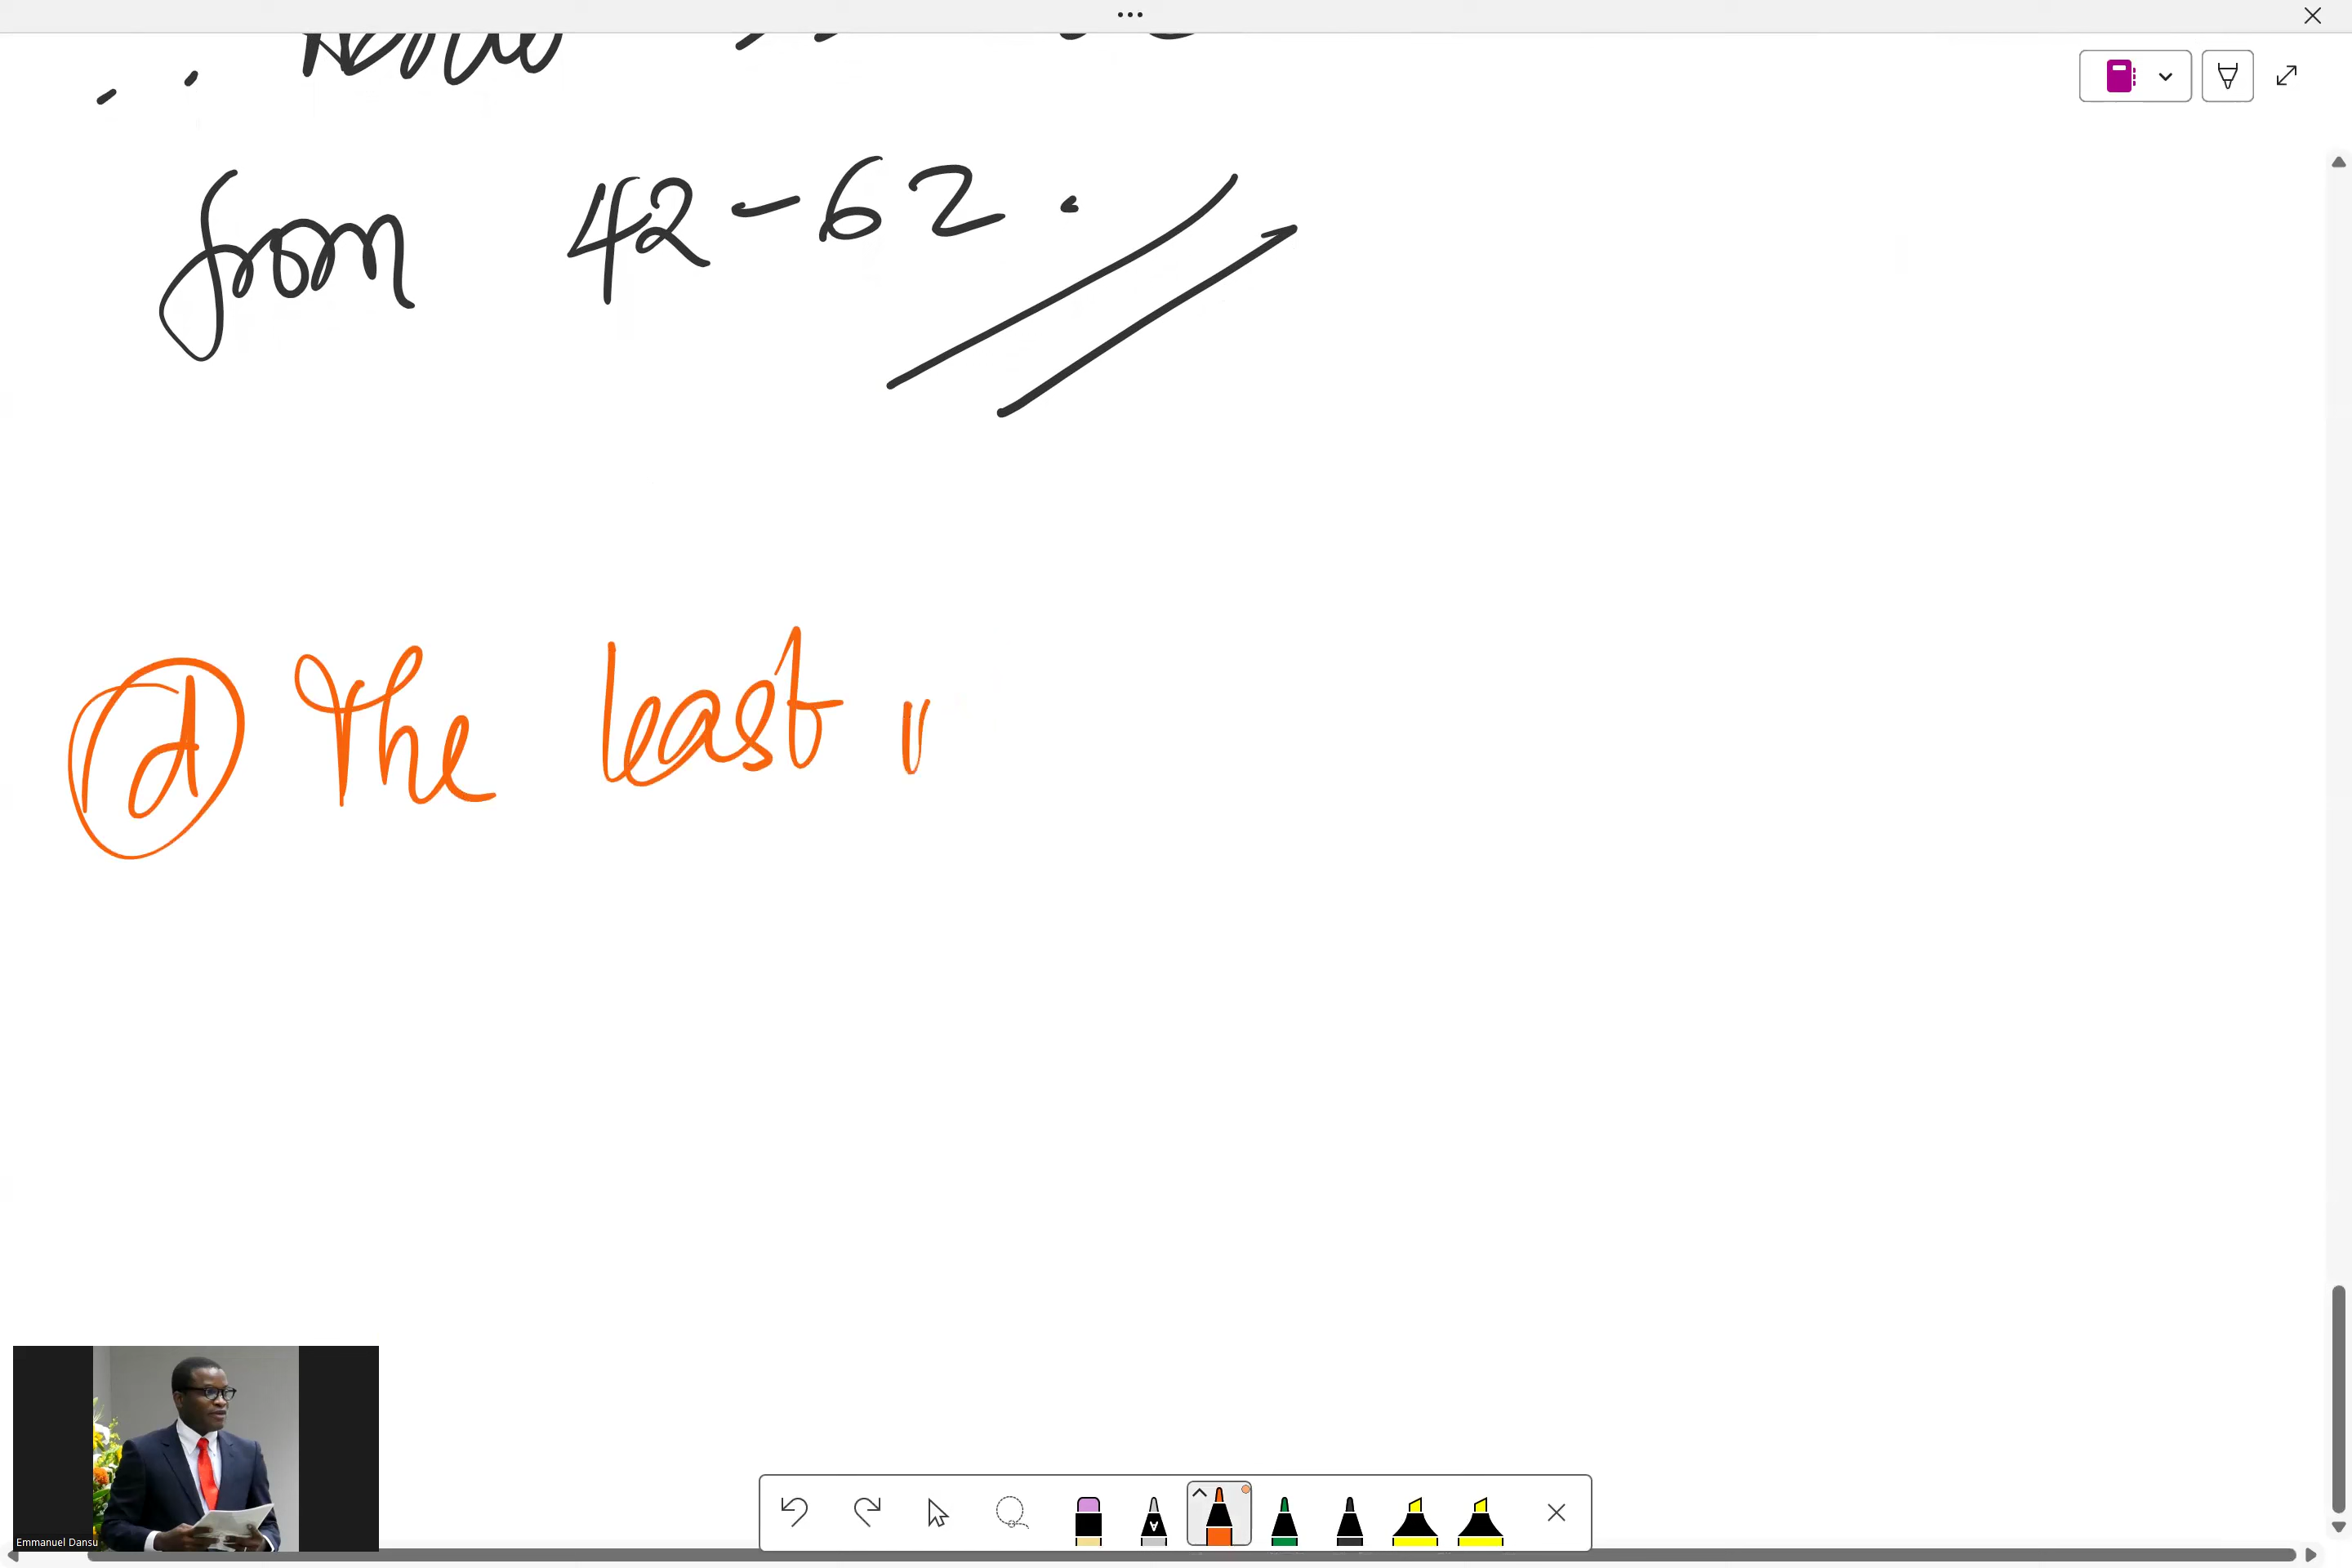 from 42-62.
(d) The least
Emmanuel Dansu